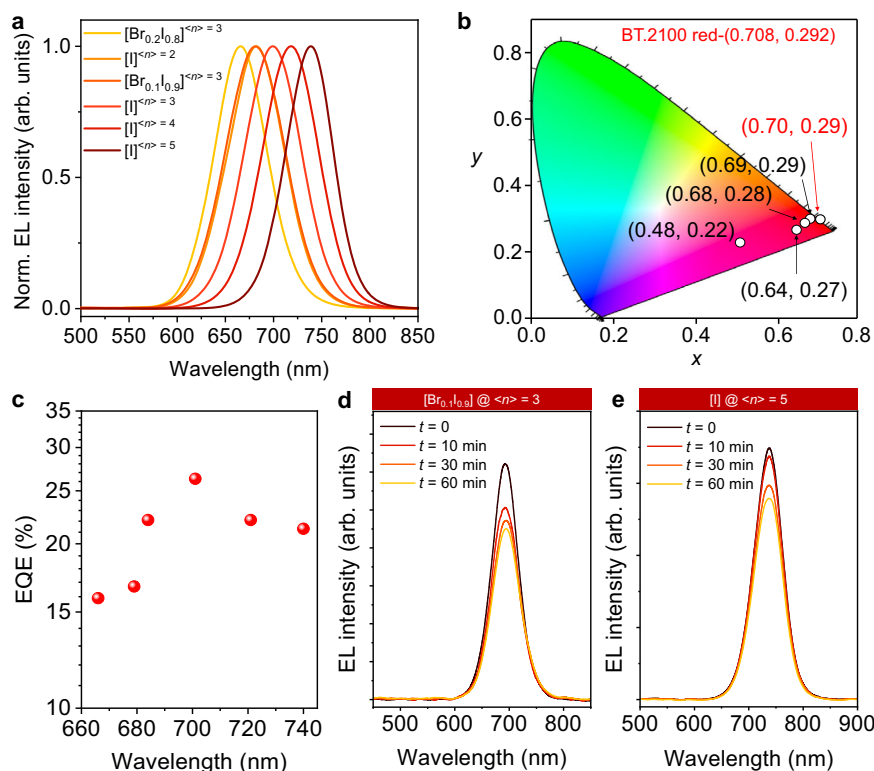 a
[Br0.2I0.8]<n> = 3
[I]<n> = 2
[Br0.1I0.9]<n> = 3
[I]<n> = 3
[I]<n> = 4
[I]<n> = 5
Norm. EL intensity (arb. units)
1.0
0.5
0.0
500 550 600 650 700 750 800 850
Wavelength (nm)
b
BT.2100 red-(0.708, 0.292)
(0.70, 0.29)
(0.69, 0.29)
(0.68, 0.28)
(0.48, 0.22)
(0.64, 0.27)
y
0.8
0.6
0.4
0.2
0.0
0.0 0.2 0.4 0.6 0.8
x
c
EQE (%)
35
30
25
20
15
10
660 680 700 720 740
Wavelength (nm)
d
[Br0.1I0.9] @ <n> = 3
t = 0
t = 10 min
t = 30 min
t = 60 min
EL intensity (arb. units)
500 600 700 800
Wavelength (nm)
e
[I] @ <n> = 5
t = 0
t = 10 min
t = 30 min
t = 60 min
EL intensity (arb. units)
500 600 700 800 900
Wavelength (nm)